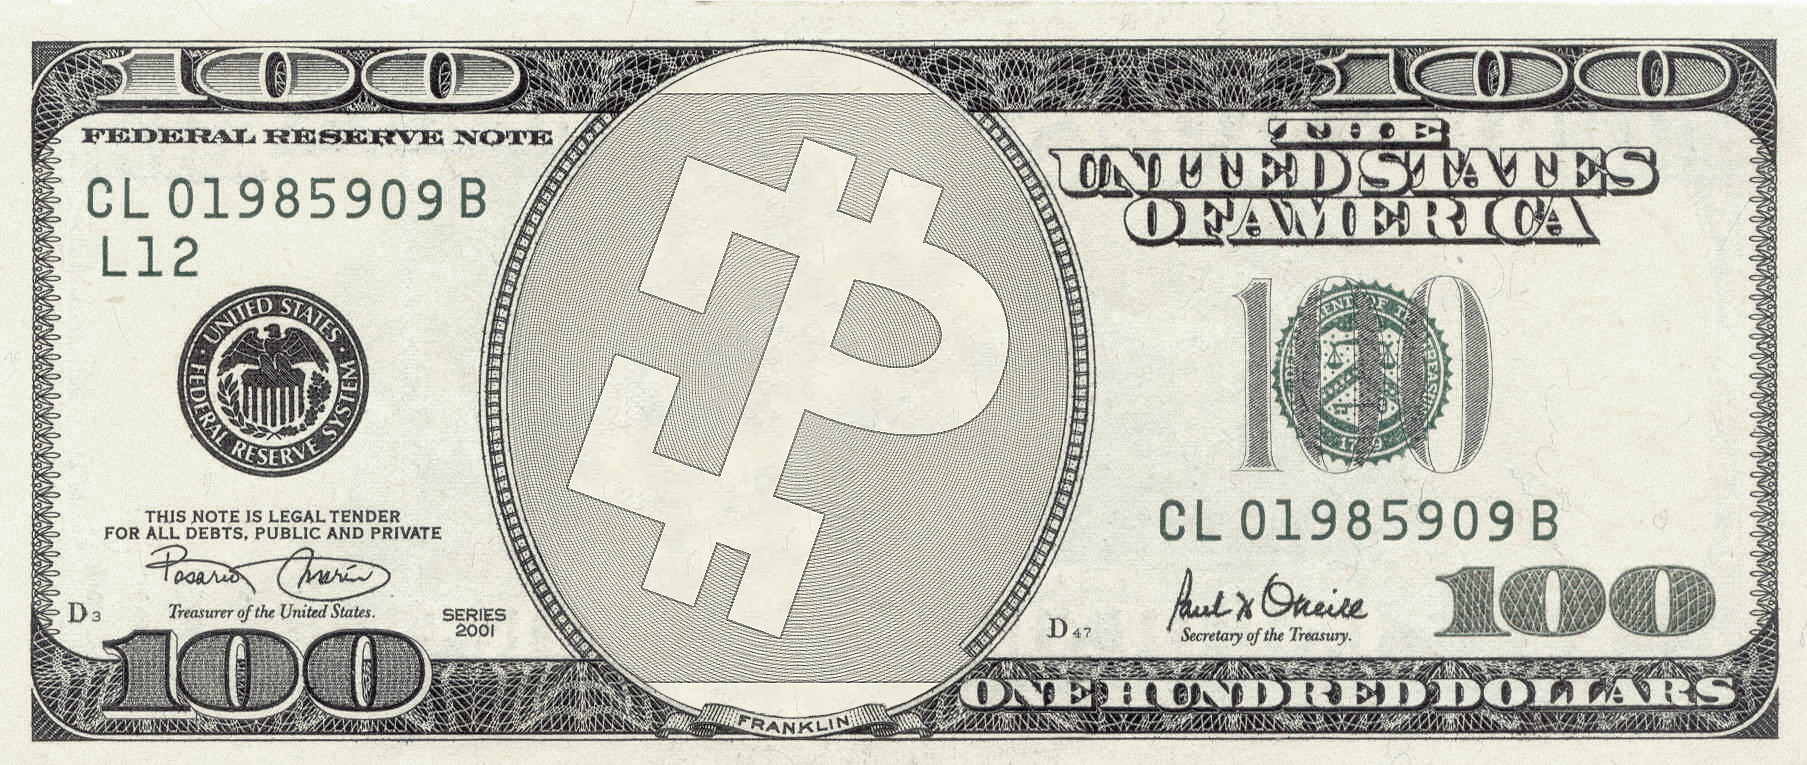 100 100
FEDERAL RESERVE NOTE
CL 01985909 B
L12
UNITED STATES FEDERAL RESERVE SYSTEM
THIS NOTE IS LEGAL TENDER
FOR ALL DEBTS, PUBLIC AND PRIVATE
Rosario Marin
Treasurer of the United States.
D3
SERIES
2001
100
FRANKLIN
THE
UNITED STATES
OF AMERICA
100
1789
CL 01985909 B
D47
Paul H O'Neill
Secretary of the Treasury.
100
ONE HUNDRED DOLLARS